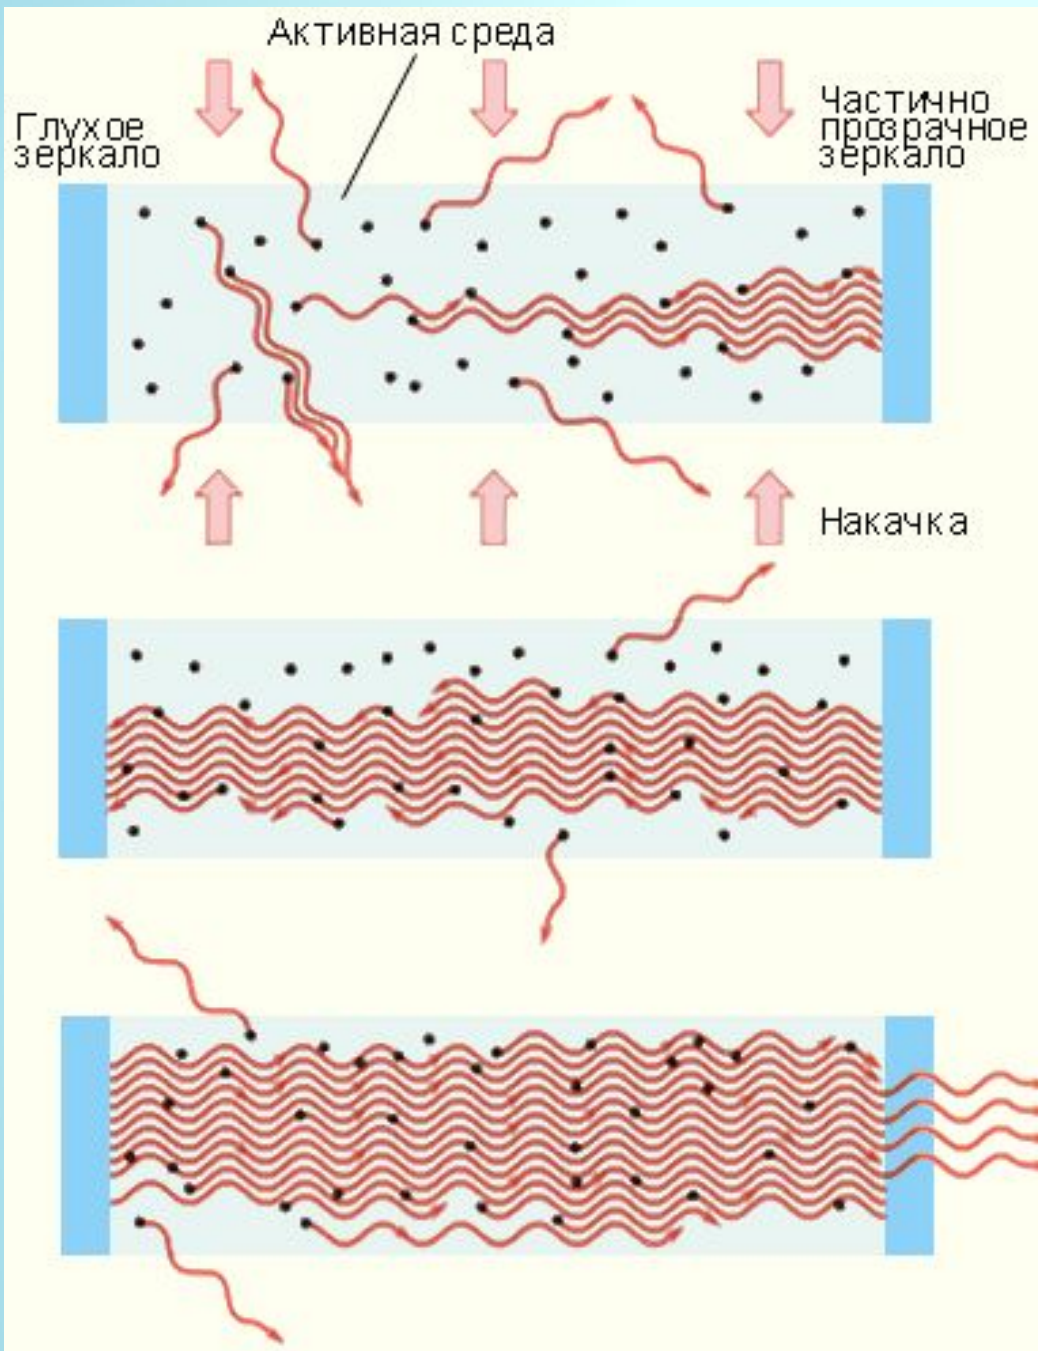 Активная среда
Глухое
зеркало
Частично
прозрачное
зеркало
Накачка